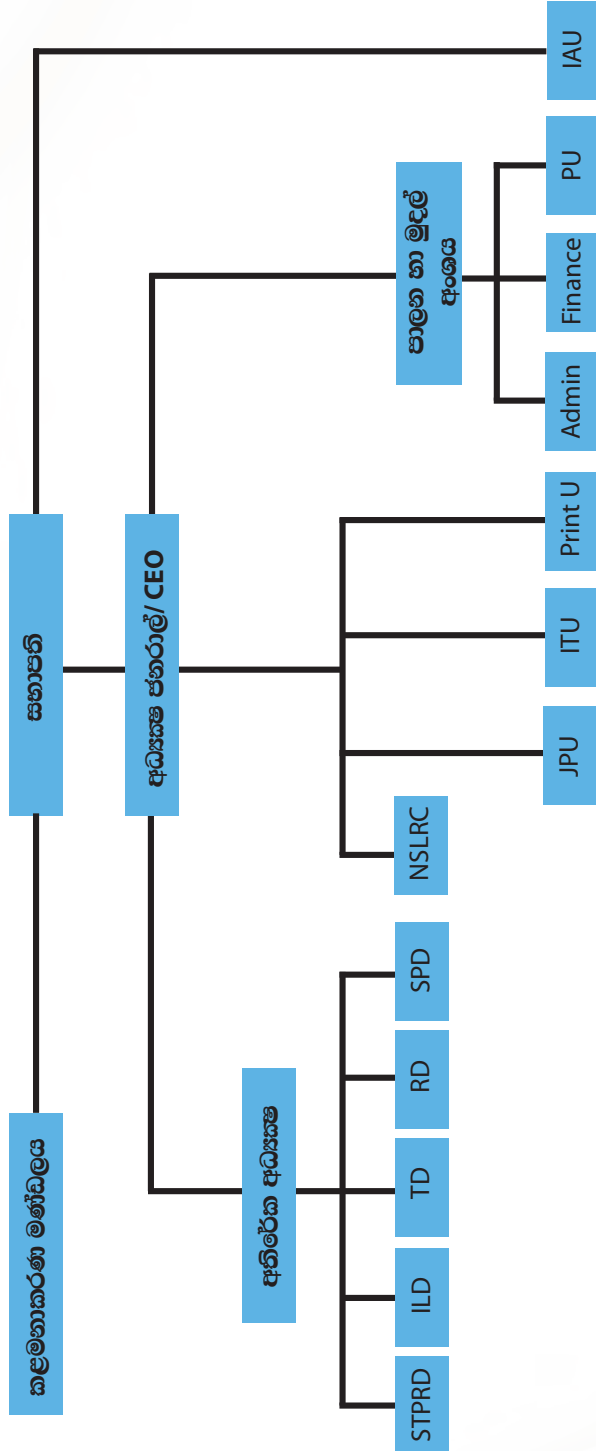 කළමනාකරණ මණ්ඩලය
සභාපති
අධ්‍යක්ෂ ජනරාල්/ CEO
අතිරේක අධ්‍යක්ෂ
පාලන හා මුදල්
අංශය
STPRD
ILD
TD
RD
SPD
NSLRC
JPU
ITU
Print U
Admin
Finance
PU
IAU